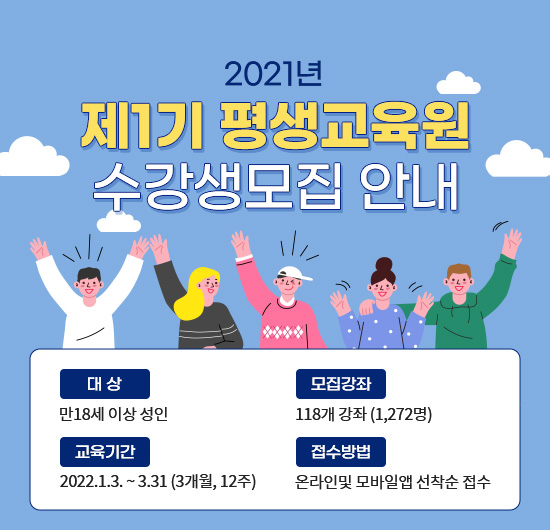 2021년
제1기 평생교육원
수강생모집 안내
대 상
만18세 이상 성인
모집강좌
118개 강좌 (1,272명)
교육기간
2022.1.3. ~ 3.31 (3개월, 12주)
접수방법
온라인및 모바일앱 선착순 접수